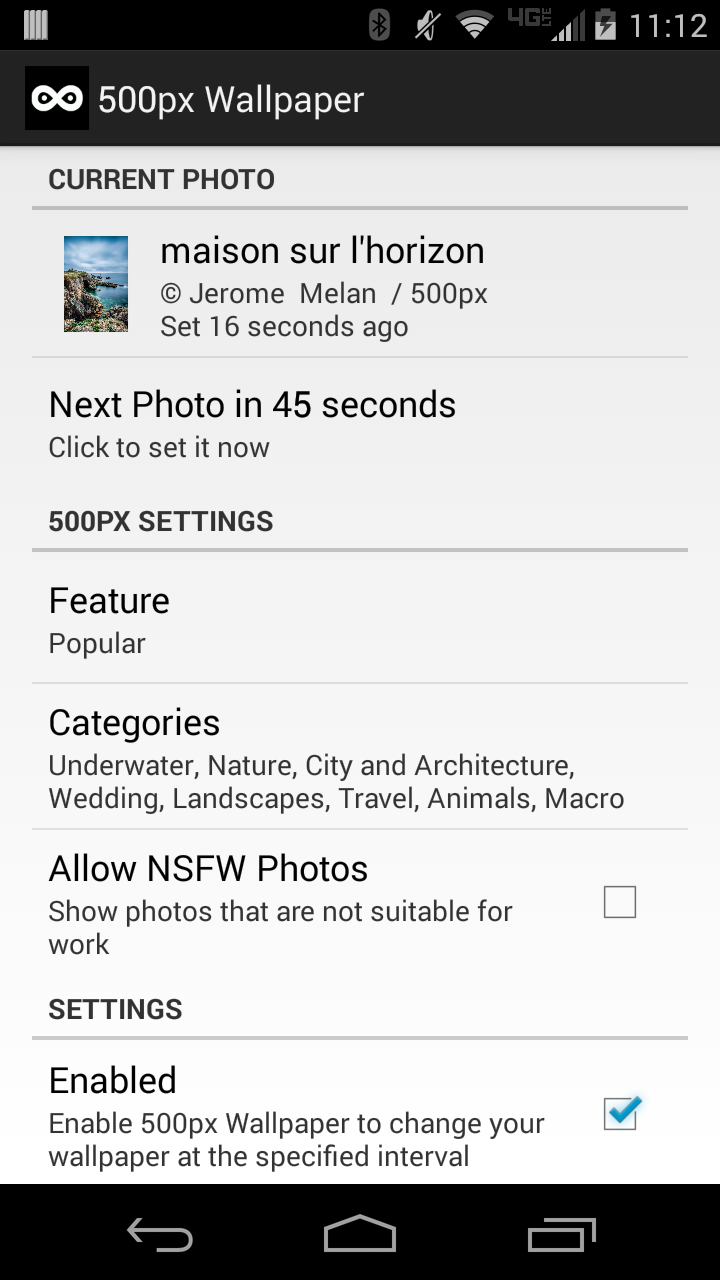 4G LTE 11:12
500px Wallpaper
CURRENT PHOTO
maison sur l'horizon
© Jerome  Melan  / 500px
Set 16 seconds ago
Next Photo in 45 seconds
Click to set it now
500PX SETTINGS
Feature
Popular
Categories
Underwater, Nature, City and Architecture,
Wedding, Landscapes, Travel, Animals, Macro
Allow NSFW Photos
Show photos that are not suitable for
work
SETTINGS
Enabled
Enable 500px Wallpaper to change your
wallpaper at the specified interval